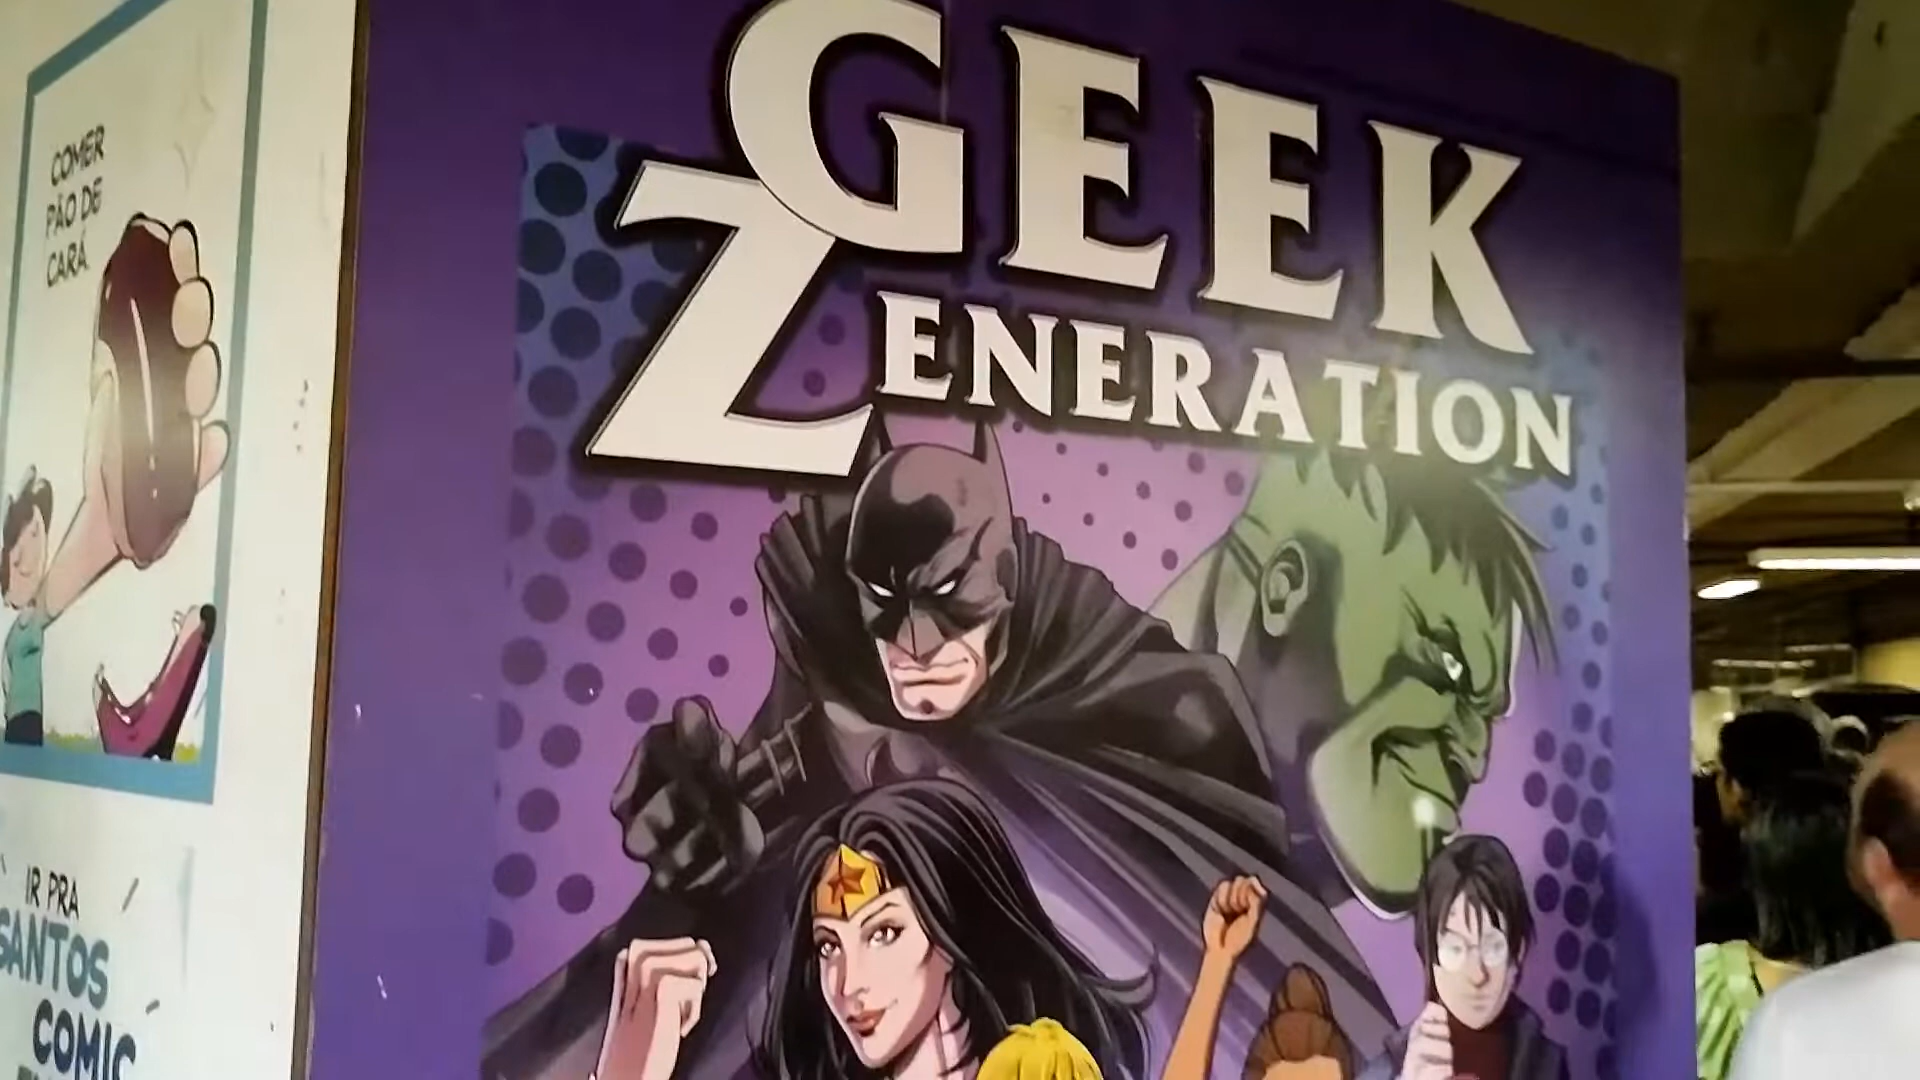 COMER
PÃO DE
CARÁ
GEEK
ZENERATION
IR PRA
SANTOS
COMIC